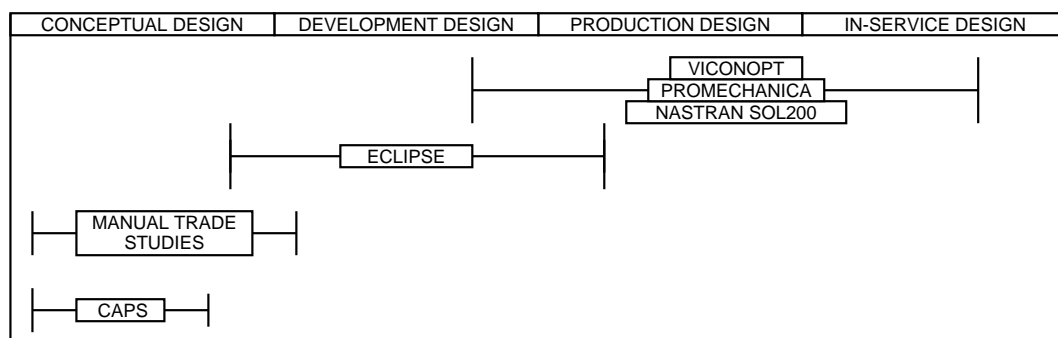 CONCEPTUAL DESIGN DEVELOPMENT DESIGN PRODUCTION DESIGN IN-SERVICE DESIGN
VICONOPT
PROMECHANICA
NASTRAN SOL200
ECLIPSE
MANUAL TRADE
STUDIES
CAPS